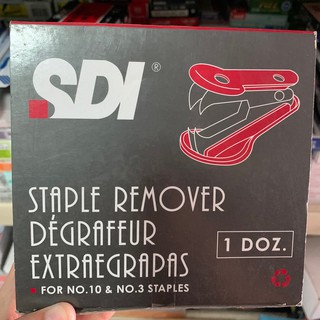 SDI®
STAPLE REMOVER
DÉGRAFEUR
EXTRAEGRAPAS
1 DOZ.
FOR NO.10 & NO.3 STAPLES